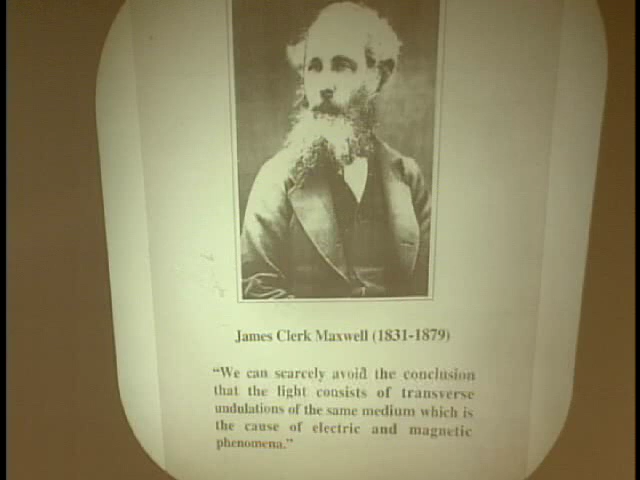 James Clerk Maxwell (1831-1879)
“We can scarcely avoid the conclusion
that the light consists of transverse
undulations of the same medium which is
the cause of electric and magnetic
phenomena.”